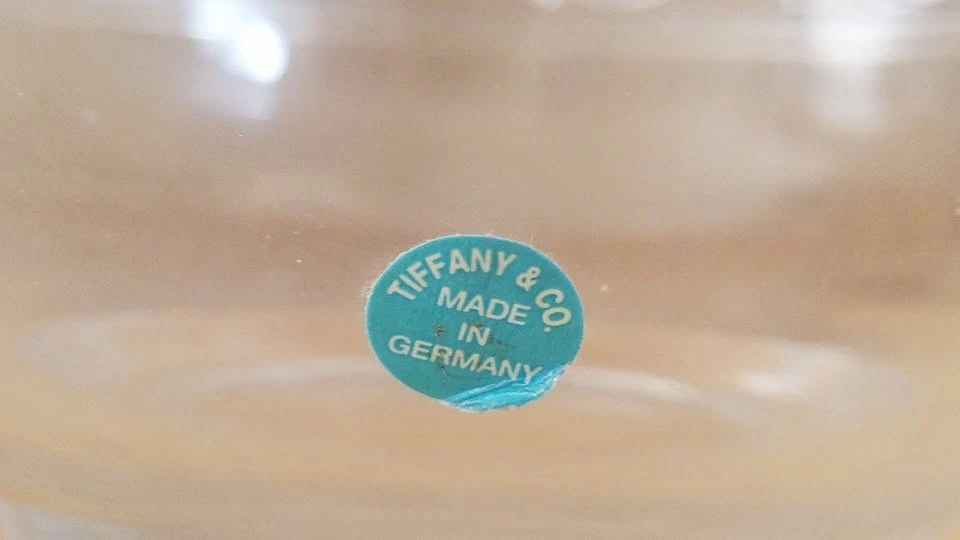 TIFFANY & CO.
MADE
IN
GERMANY